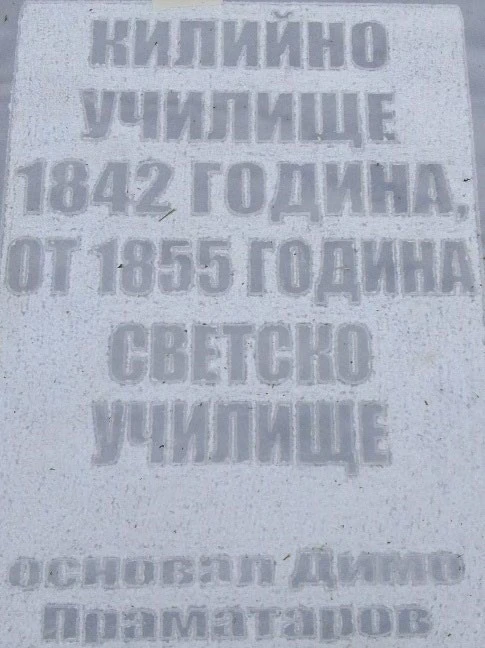 КИЛИЙНО
УЧИЛИЩЕ
1842 ГОДИНА,
ОТ 1855 ГОДИНА
СВЕТСКО
УЧИЛИЩЕ
основал Димо
Праматаров